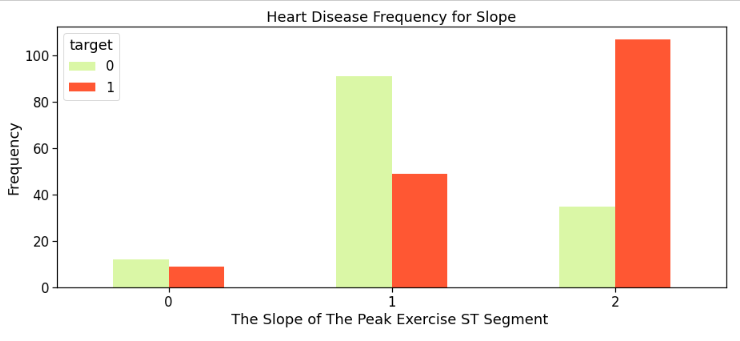 Heart Disease Frequency for Slope
target
0
1
100
80
60
40
20
0
Frequency
0 1 2
The Slope of The Peak Exercise ST Segment